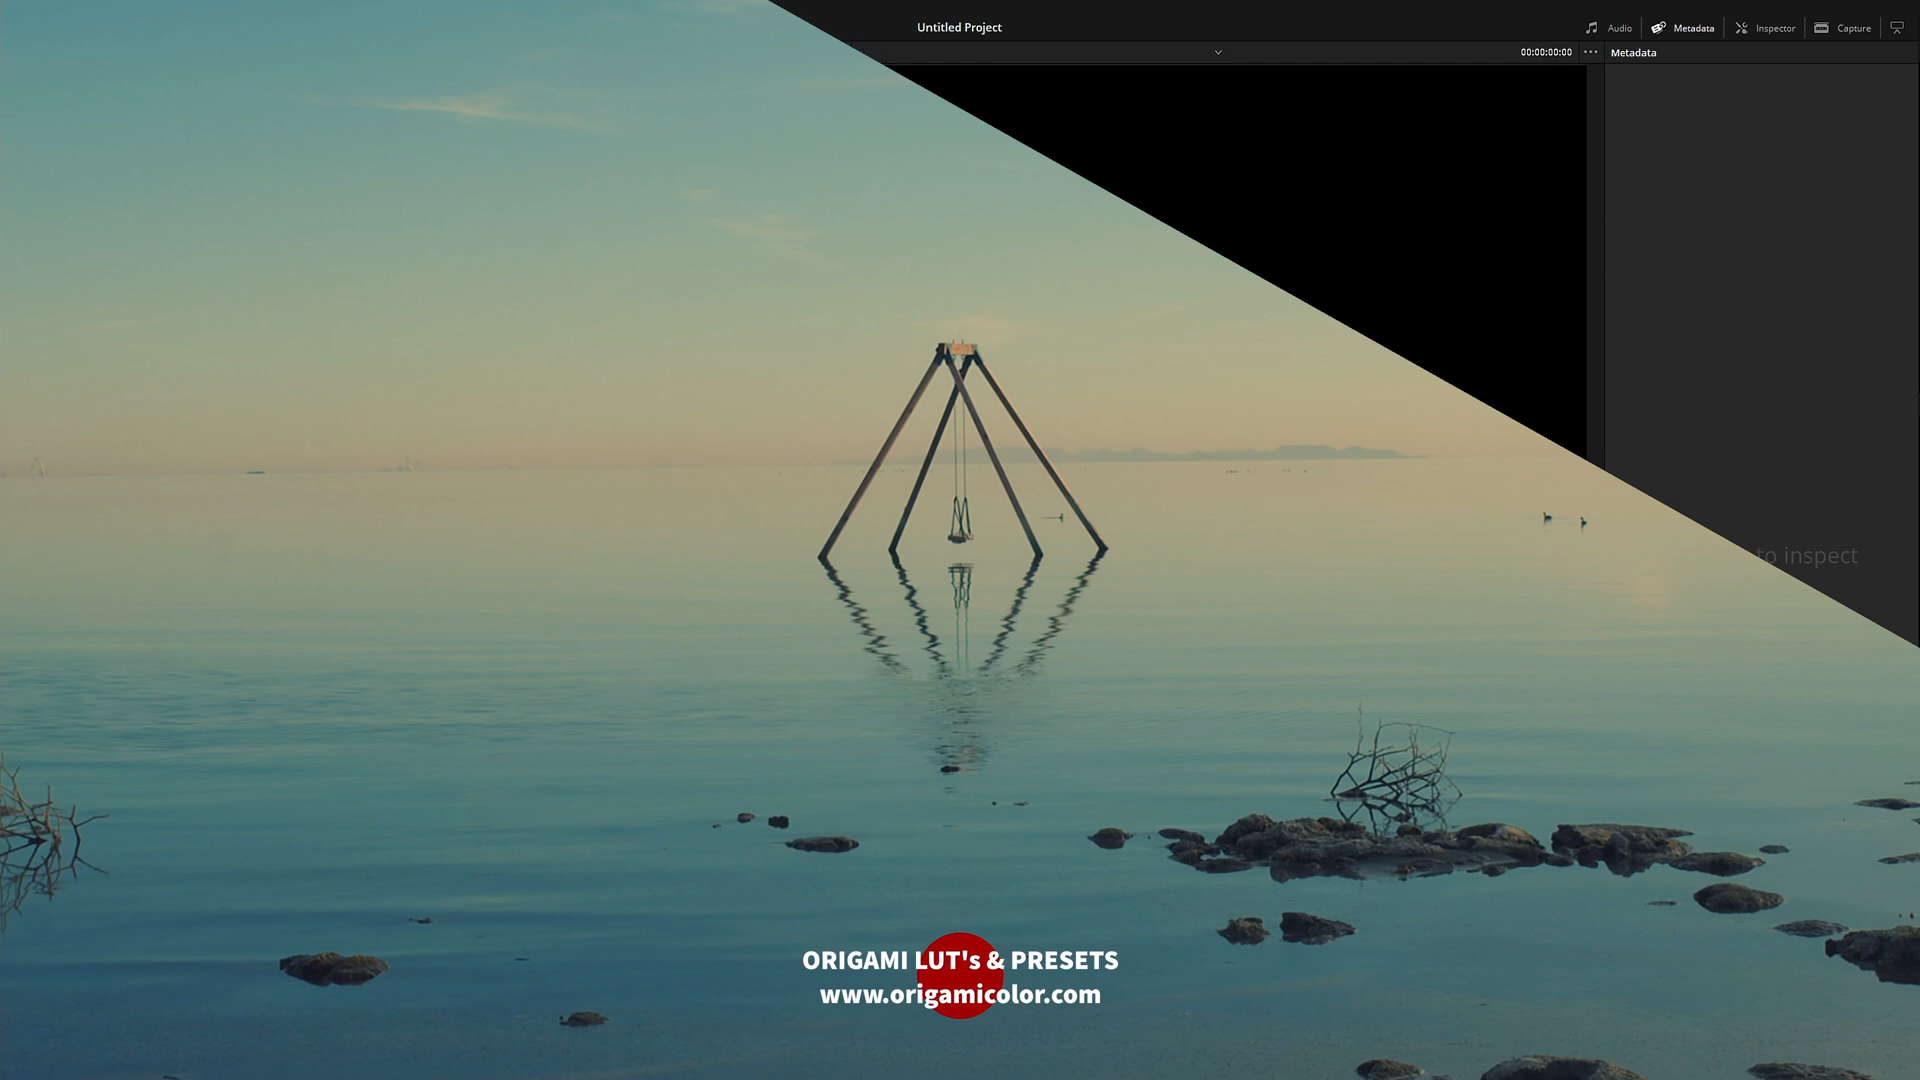 Untitled Project
Audio
Metadata
Inspector
Capture
00:00:00:00
Metadata
to inspect
ORIGAMI LUT's & PRESETS
www.origamicolor.com